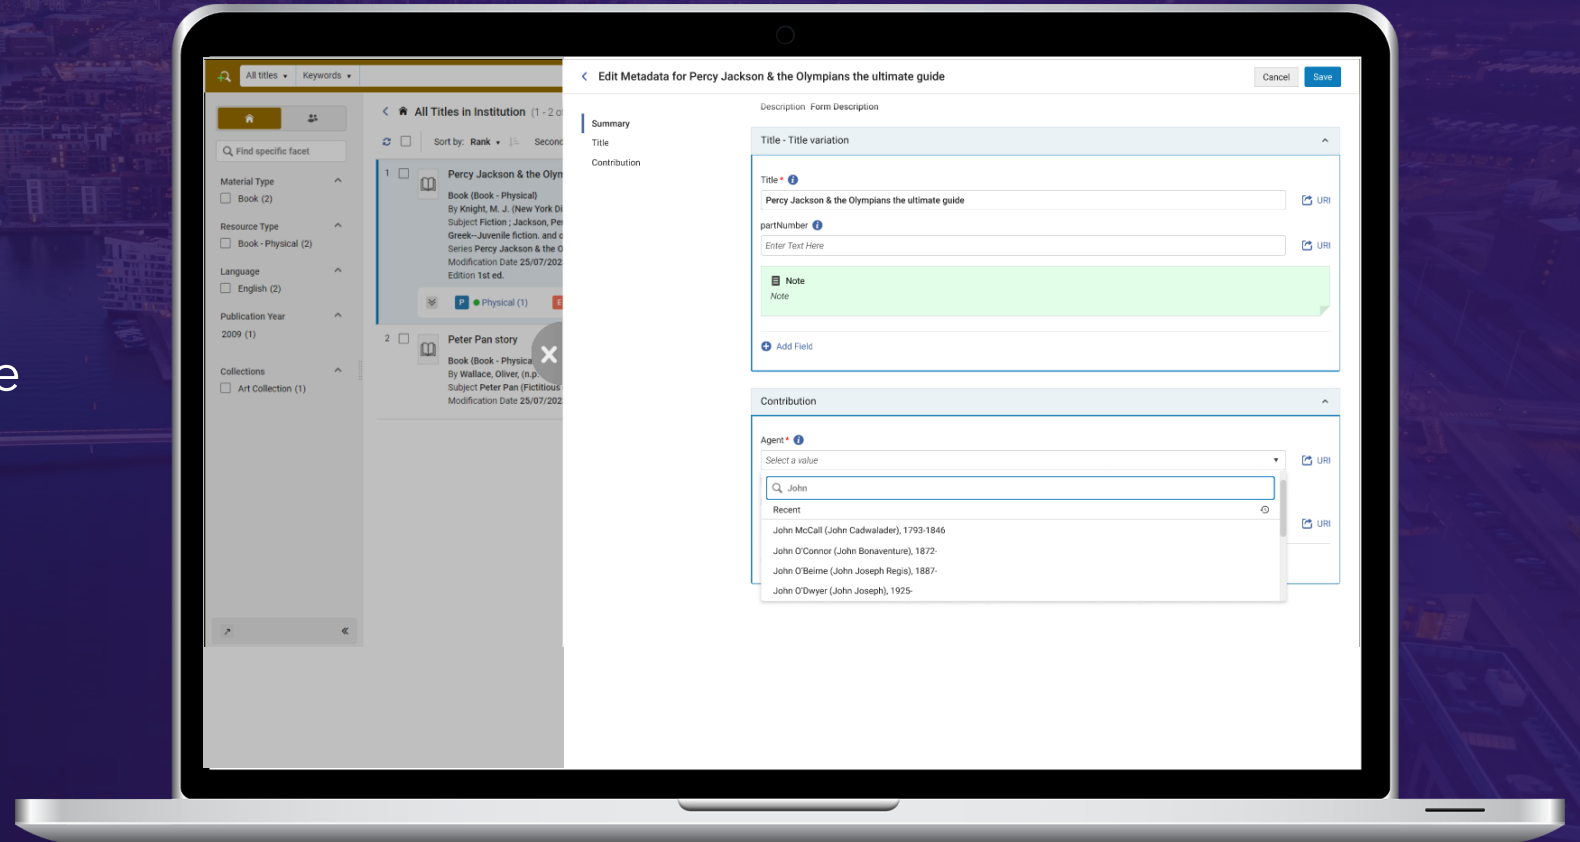 e
All titles
Keywords
Find specific facet
Material Type
Book (2)
Resource Type
Book - Physical (2)
Language
English (2)
Publication Year
2009 (1)
Collections
Art Collection (1)
All Titles in Institution (1 - 2 o
Sort by: Rank
Second
1
Percy Jackson & the Olym
Book (Book - Physical)
By Knight, M. J. (New York Di
Subject Fiction ; Jackson, Pe
Greek--Juvenile fiction. and
Series Percy Jackson & the O
Modification Date 25/07/202
Edition 1st ed.
P Physical (1)
E
2
Peter Pan story
Book (Book - Physica
By Wallace, Oliver, (n.p.
Subject Peter Pan (Fictitious
Modification Date 25/07/202
X
Edit Metadata for Percy Jackson & the Olympians the ultimate guide
Cancel
Save
Summary
Title
Contribution
Description Form Description
Title - Title variation
Title *
Percy Jackson & the Olympians the ultimate guide
URI
partNumber
Enter Text Here
URI
Note
Note
Add Field
Contribution
Agent *
Select a value
URI
John
Recent
URI
John McCall (John Cadwalader), 1793-1846
John O'Connor (John Bonaventure), 1872-
John O'Beirne (John Joseph Regis), 1887-
John O'Dwyer (John Joseph), 1925-